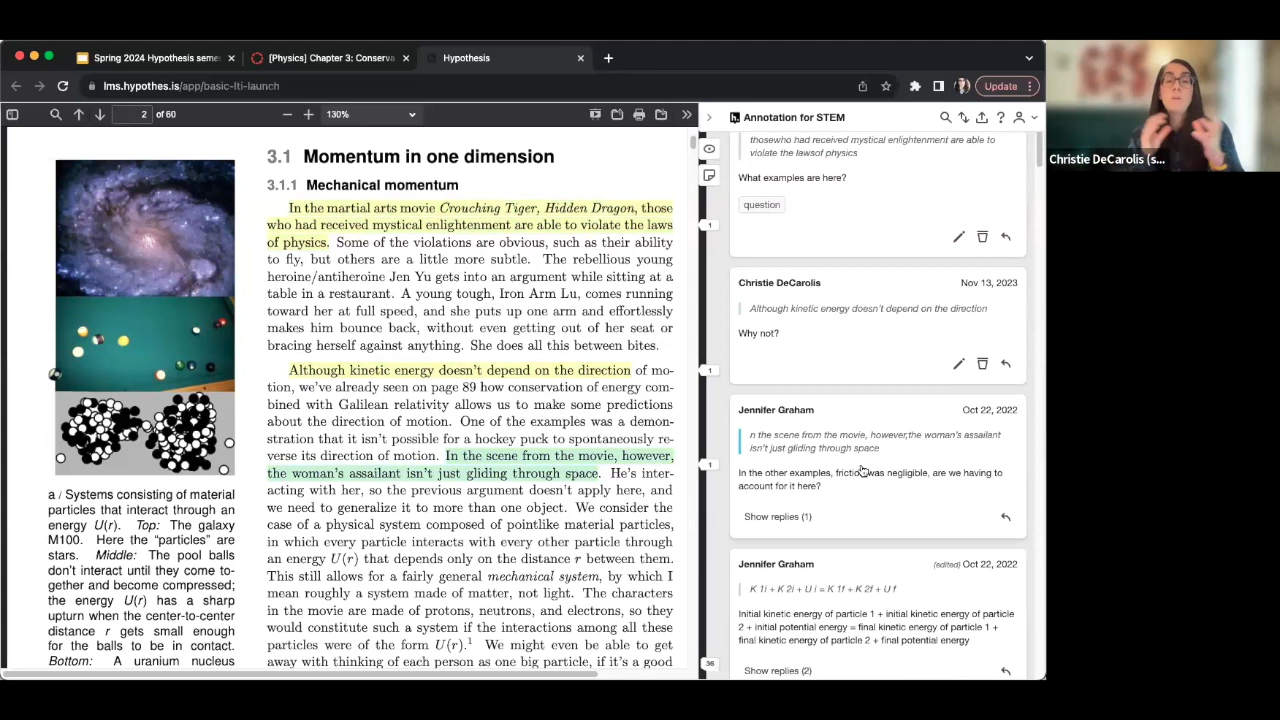 Spring 2024 Hypothesis seme
[Physics] Chapter 3: Conserva
Hypothesis
lms.hypothes.is/app/basic-lti-launch
Update
2 of 60
130%
3.1 Momentum in one dimension
3.1.1 Mechanical momentum
In the martial arts movie Crouching Tiger, Hidden Dragon, those
who had received mystical enlightenment are able to violate the laws
of physics. Some of the violations are obvious, such as their ability
to fly, but others are a little more subtle. The rebellious young
heroine/antiheroine Jen Yu gets into an argument while sitting at a
table in a restaurant. A young tough, Iron Arm Lu, comes running
toward her at full speed, and she puts up one arm and effortlessly
makes him bounce back, without even getting out of her seat or
bracing herself against anything. She does all this between bites.
Although kinetic energy doesn't depend on the direction of mo-
tion, we've already seen on page 89 how conservation of energy com-
bined with Galilean relativity allows us to make some predictions
about the direction of motion. One of the examples was a demon-
stration that it isn't possible for a hockey puck to spontaneously re-
verse its direction of motion. In the scene from the movie, however,
the woman's assailant isn't just gliding through space. He's inter-
acting with her, so the previous argument doesn't apply here, and
we need to generalize it to more than one object. We consider the
case of a physical system composed of pointlike material particles,
in which every particle interacts with every other particle through
an energy U(r) that depends only on the distance r between them.
This still allows for a fairly general mechanical system, by which I
mean roughly a system made of matter, not light. The characters
in the movie are made of protons, neutrons, and electrons, so they
would constitute such a system if the interactions among all these
particles were of the form U(r).1 We might even be able to get
away with thinking of each person as one big particle, if it's a good
a / Systems consisting of material
particles that interact through an
energy U(r). Top: The galaxy
M100. Here the "particles" are
stars. Middle: The pool balls
don't interact until they come to-
gether and become compressed;
the energy U(r) has a sharp
upturn when the center-to-center
distance r gets small enough
for the balls to be in contact.
Bottom: A uranium nucleus
Annotation for STEM
thosewho had received mystical enlightenment are able to
violate the lawsof physics
What examples are here?
question
1
Christie DeCarolis Nov 13, 2023
Although kinetic energy doesn't depend on the direction
Why not?
1
Jennifer Graham Oct 22, 2022
n the scene from the movie, however,the woman's assailant
isn't just gliding through space
In the other examples, friction was negligible, are we having to
account for it here?
1
Show replies (1)
Jennifer Graham (edited) Oct 22, 2022
K 1i + K 2i + U i = K 1f + K 2f + U f
Initial kinetic energy of particle 1 + initial kinetic energy of particle
2 + initial potential energy = final kinetic energy of particle 1 +
final kinetic energy of particle 2 + final potential energy
36
Show replies (2)
Christie DeCarolis (s...